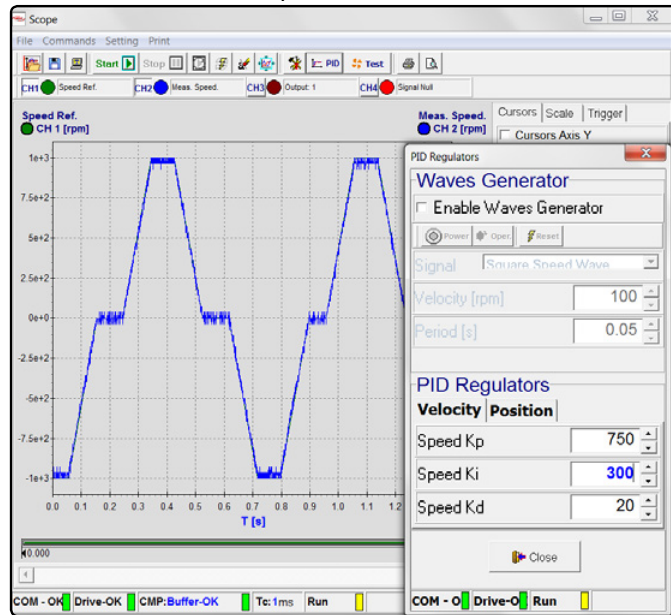 Scope
File Commands Setting Print
Start Stop PID Test
CH1 Speed Ref. CH2 Meas. Speed. CH3 Output: 1 CH4 Signal Null
Speed Ref.
CH 1 [rpm]
Meas. Speed.
CH 2 [rpm]
Cursors Scale Trigger
Cursors Axis Y
1e+3
7.5e+2
5e+2
2.5e+2
0e+0
-2.5e+2
-5e+2
-7.5e+2
-1e+3
0.0 0.1 0.2 0.3 0.4 0.5 0.6 0.7 0.8 0.9 1.0 1.1 1.2
T [s]
0.000
COM - OK Drive-OK CMP:Buffer-OK Tc:1ms Run
PID Regulators
Waves Generator
Enable Waves Generator
Power Oper. Reset
Signal Square Speed Wave
Velocity [rpm] 100
Period [s] 0.05
PID Regulators
Velocity Position
Speed Kp 750
Speed Ki 300
Speed Kd 20
Close
COM - O Drive-O Run